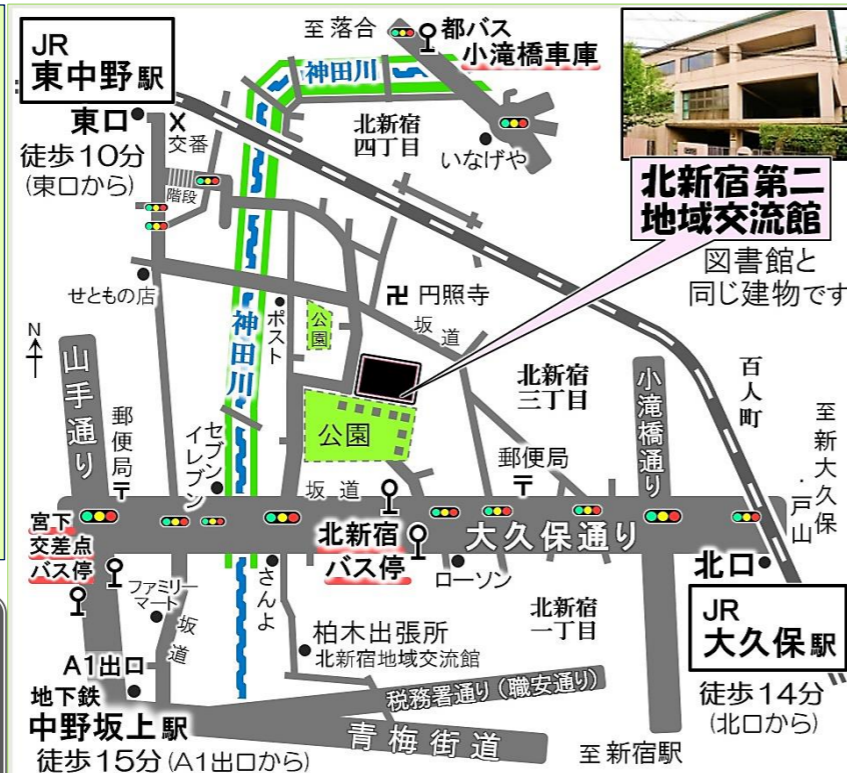 JR
東中野駅
東口
徒歩10分
(東口から)
交番
階段
至 落合
都バス
小滝橋車庫
神田川
北新宿
四丁目
いなげや
北新宿第二
地域交流館
図書館と
同じ建物です
せともの店
ポスト
公園
卍 円照寺
坂道
神田川
N
山手通り
郵便局
〒
セブン
イレブン
公園
北新宿
三丁目
小滝橋通り
百人町
至 新大久保
・戸山
郵便局
〒
坂道
宮下
交差点
バス停
北新宿
バス停
大久保通り
ローソン
北口
JR
大久保駅
徒歩14分
(北口から)
ファミリー
マート
坂道
さんよ
柏木出張所
北新宿地域交流館
北新宿
一丁目
A1出口
地下鉄
中野坂上駅
徒歩15分(A1出口から)
税務署通り(職安通り)
青梅街道
至 新宿駅